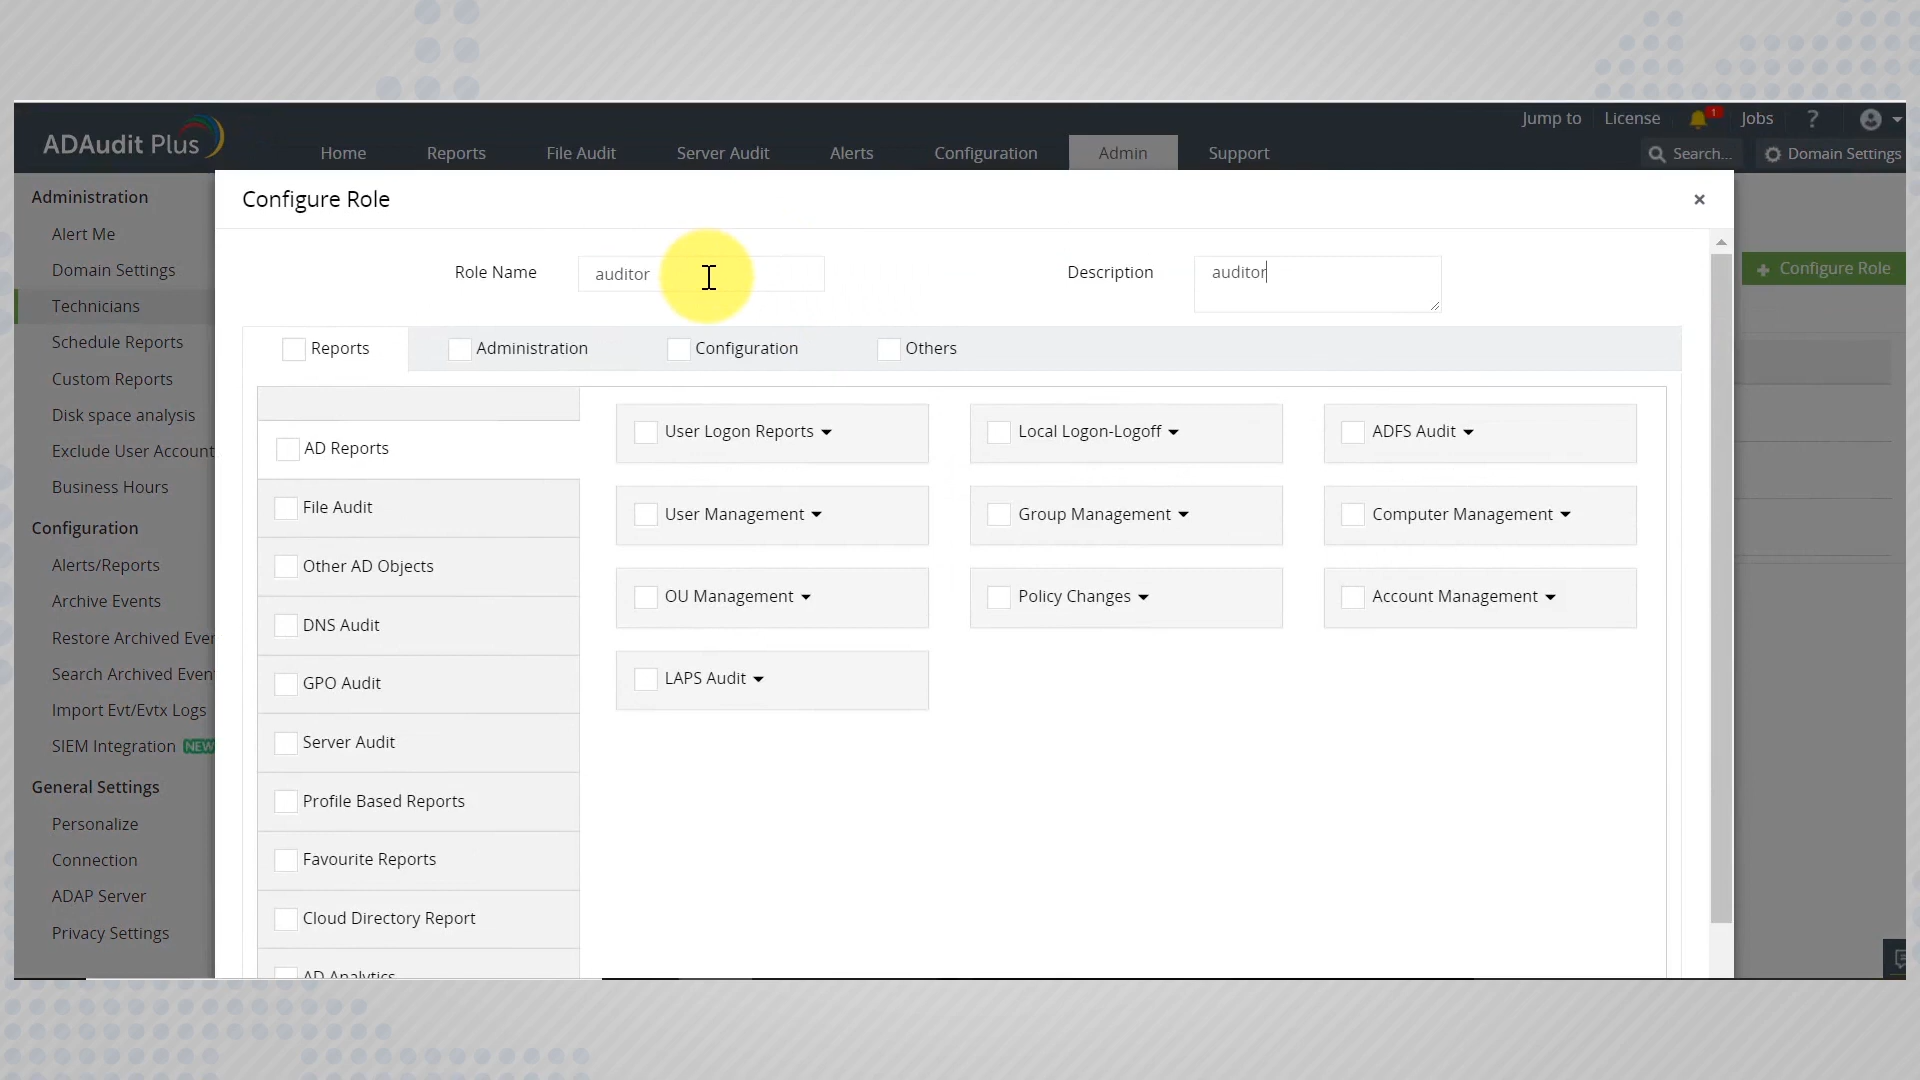 ADAudit Plus
Jump to License 1 Jobs ?
Home Reports File Audit Server Audit Alerts Configuration Admin Support
Search... Domain Settings
Administration
Alert Me
Domain Settings
Technicians
Schedule Reports
Custom Reports
Disk space analysis
Exclude User Account
Business Hours
Configuration
Alerts/Reports
Archive Events
Restore Archived Even
Search Archived Even
Import Evt/Evtx Logs
SIEM Integration NEW
General Settings
Personalize
Connection
ADAP Server
Privacy Settings
Configure Role
×
+ Configure Role
Role Name auditor Description auditor
Reports Administration Configuration Others
AD Reports
File Audit
Other AD Objects
DNS Audit
GPO Audit
Server Audit
Profile Based Reports
Favourite Reports
Cloud Directory Report
AD Analytics
User Logon Reports Local Logon-Logoff ADFS Audit
User Management Group Management Computer Management
OU Management Policy Changes Account Management
LAPS Audit